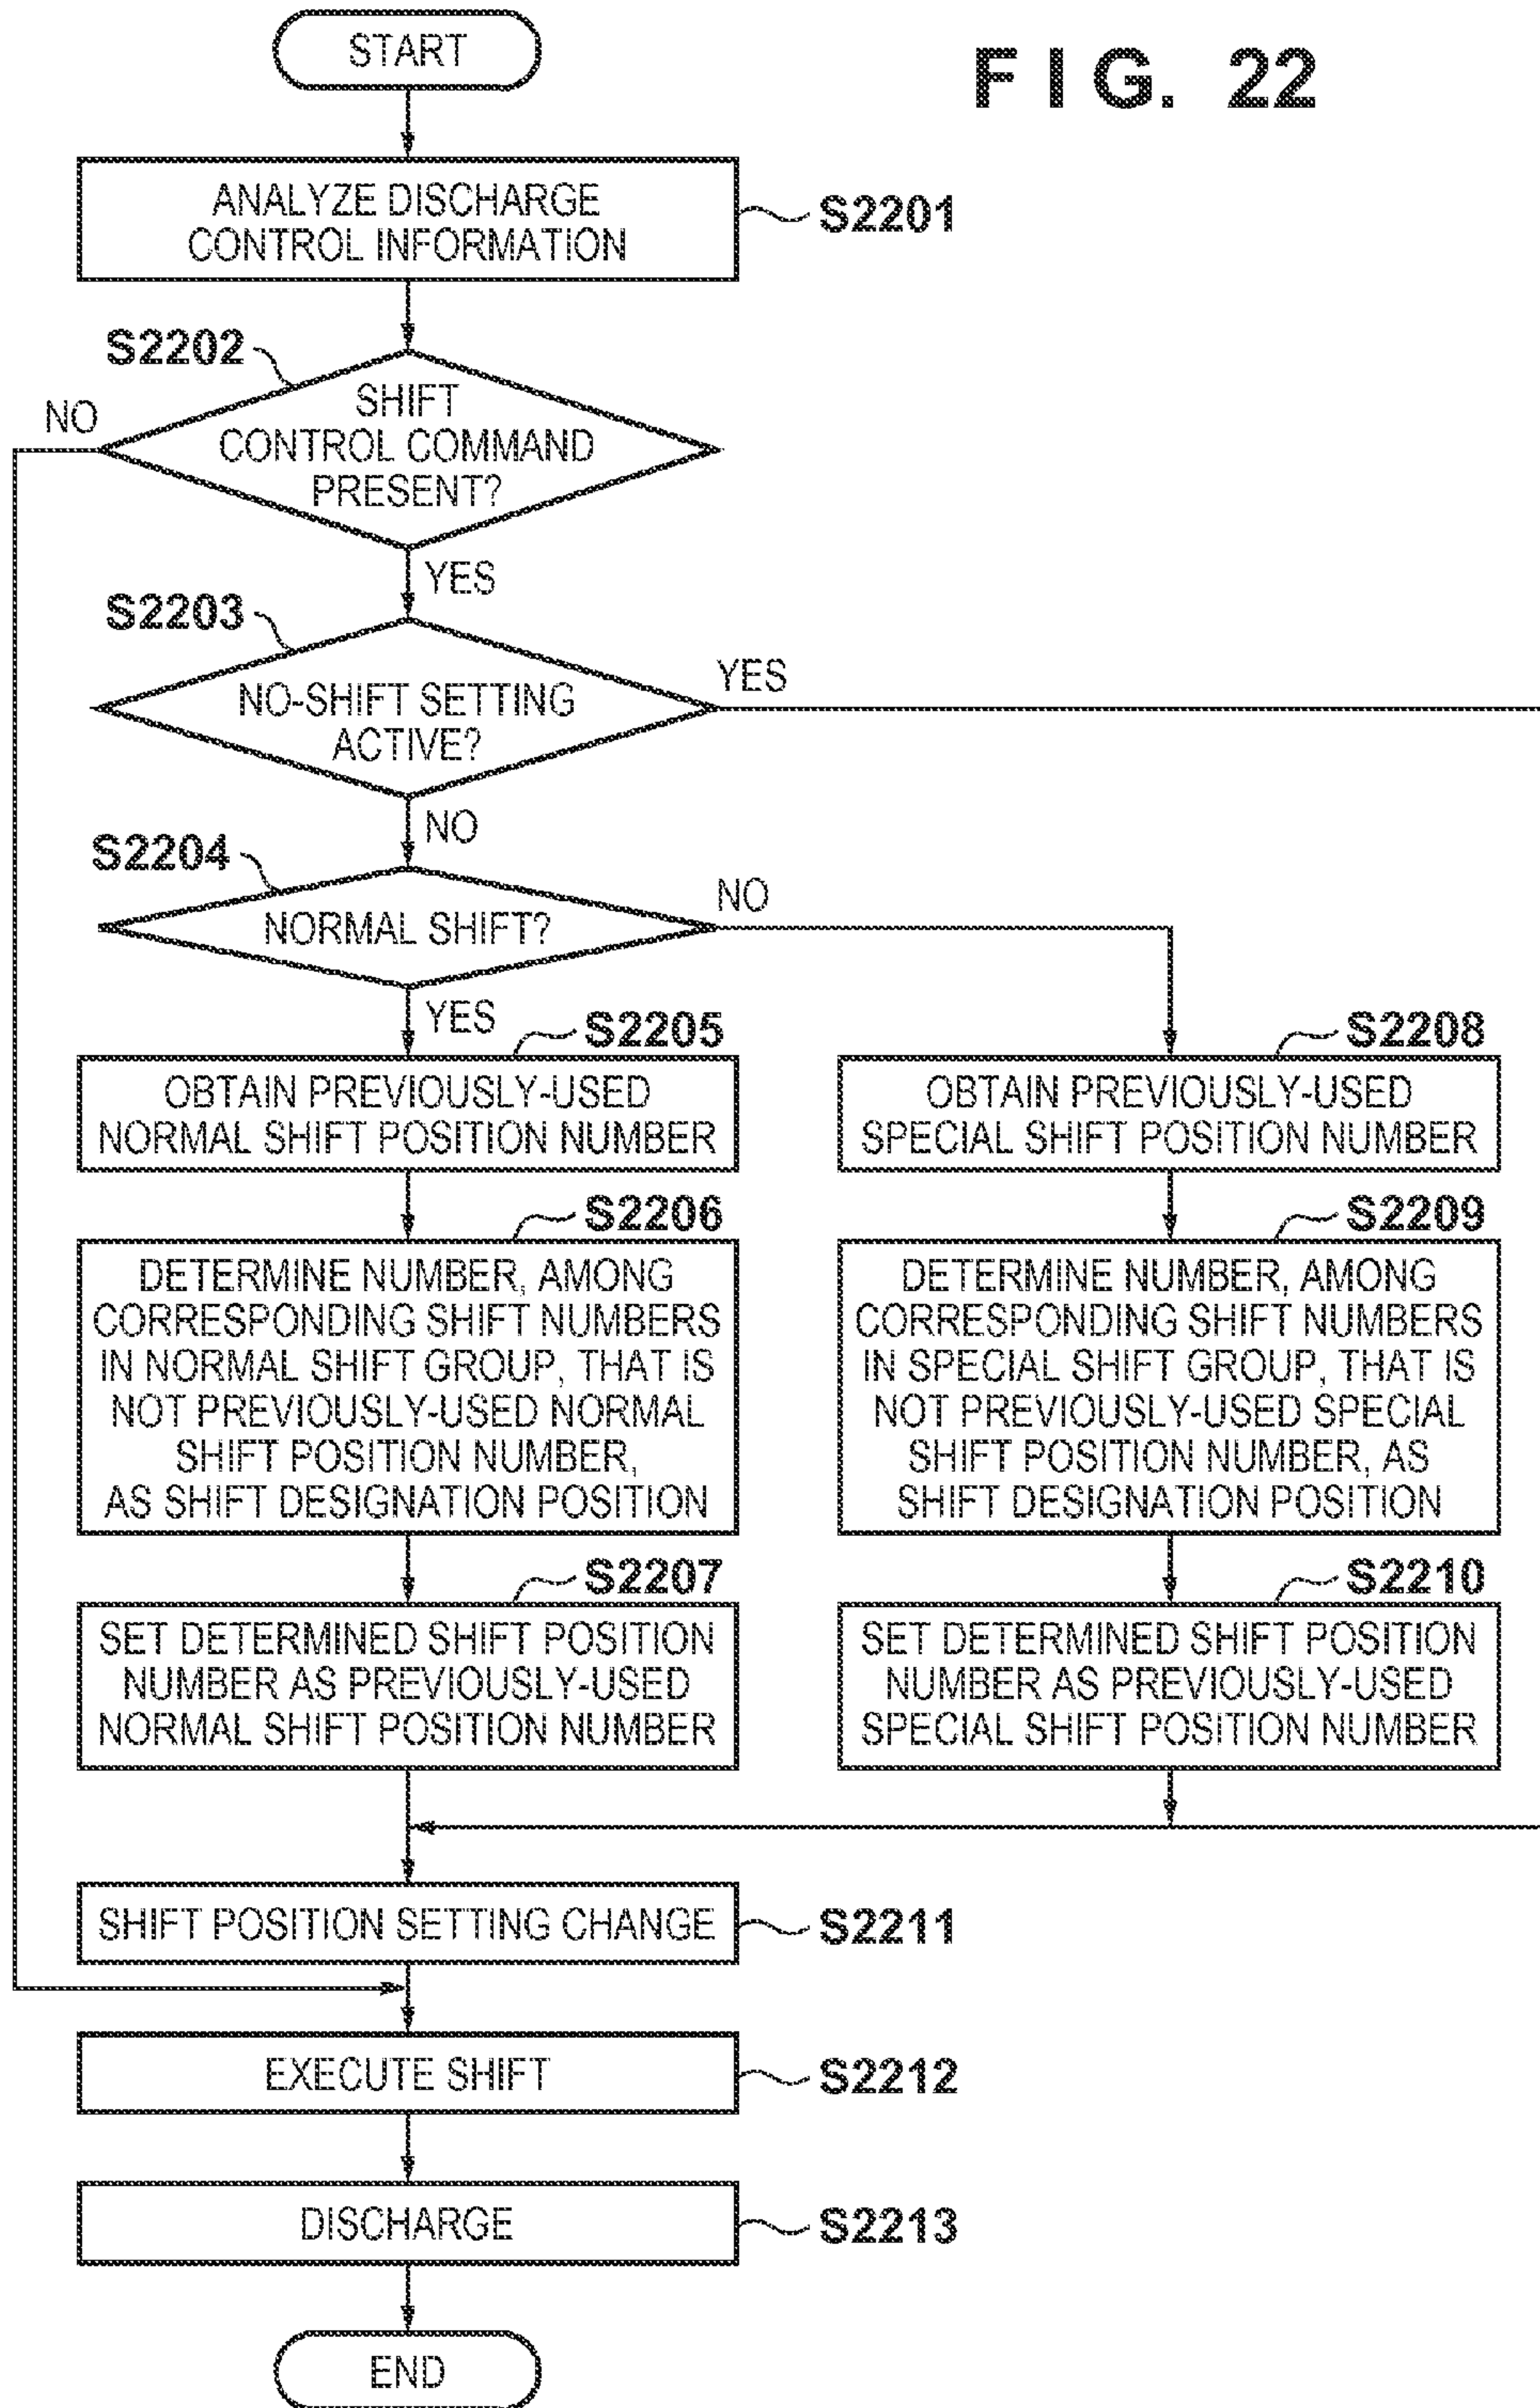 START
F I G. 22
ANALYZE DISCHARGE
CONTROL INFORMATION
S2201
S2202
NO
SHIFT
CONTROL COMMAND
PRESENT?
YES
S2203
YES
NO-SHIFT SETTING
ACTIVE?
NO
S2204
NO
NORMAL SHIFT?
YES
S2205
OBTAIN PREVIOUSLY-USED
NORMAL SHIFT POSITION NUMBER
S2208
OBTAIN PREVIOUSLY-USED
SPECIAL SHIFT POSITION NUMBER
S2206
DETERMINE NUMBER, AMONG
CORRESPONDING SHIFT NUMBERS
IN NORMAL SHIFT GROUP, THAT IS
NOT PREVIOUSLY-USED NORMAL
SHIFT POSITION NUMBER,
AS SHIFT DESIGNATION POSITION
S2209
DETERMINE NUMBER, AMONG
CORRESPONDING SHIFT NUMBERS
IN SPECIAL SHIFT GROUP, THAT IS
NOT PREVIOUSLY-USED SPECIAL
SHIFT POSITION NUMBER, AS
SHIFT DESIGNATION POSITION
S2207
SET DETERMINED SHIFT POSITION
NUMBER AS PREVIOUSLY-USED
NORMAL SHIFT POSITION NUMBER
S2210
SET DETERMINED SHIFT POSITION
NUMBER AS PREVIOUSLY-USED
SPECIAL SHIFT POSITION NUMBER
SHIFT POSITION SETTING CHANGE
S2211
EXECUTE SHIFT
S2212
DISCHARGE
S2213
END